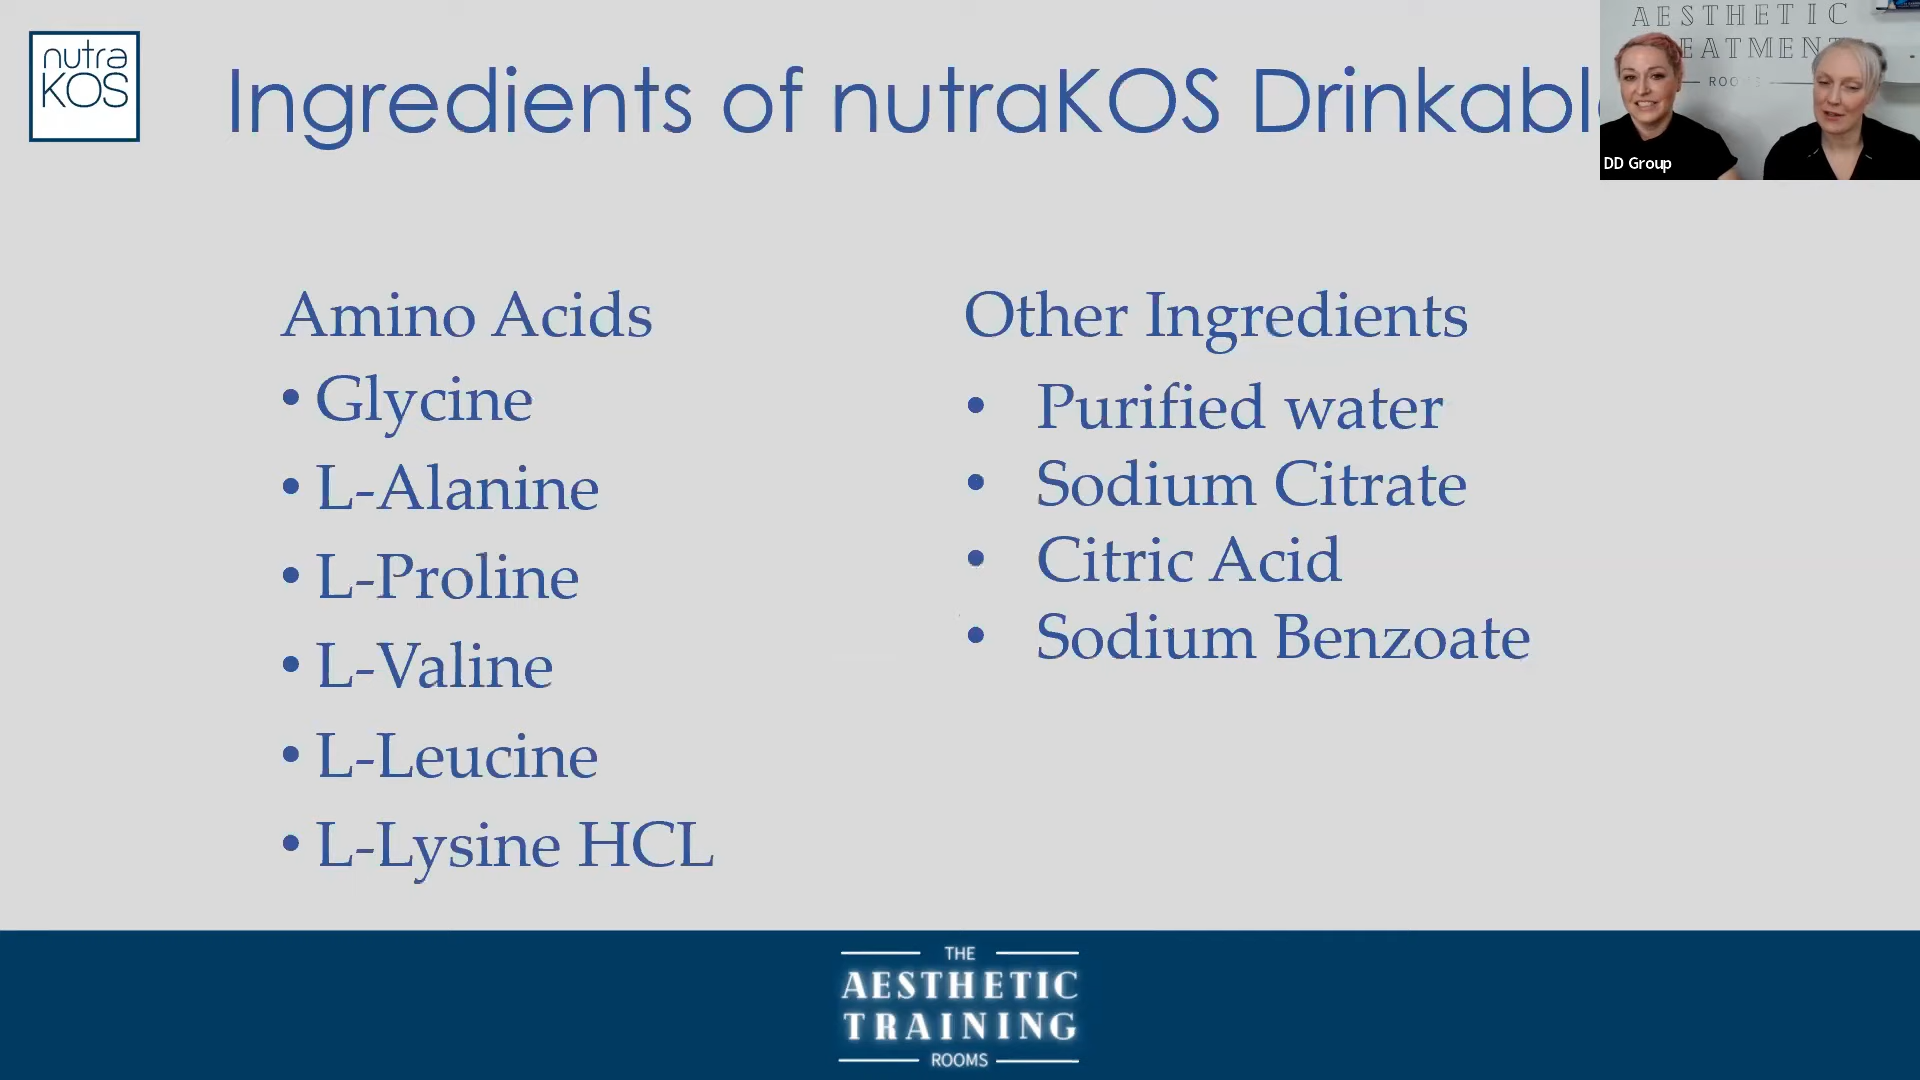 nutra
KOS
Ingredients of nutraKOS Drinkabl
AESTHETIC
ROOMS
DD Group
Amino Acids
• Glycine
• L-Alanine
• L-Proline
• L-Valine
• L-Leucine
• L-Lysine HCL
Other Ingredients
• Purified water
• Sodium Citrate
• Citric Acid
• Sodium Benzoate
THE
AESTHETIC
TRAINING
ROOMS